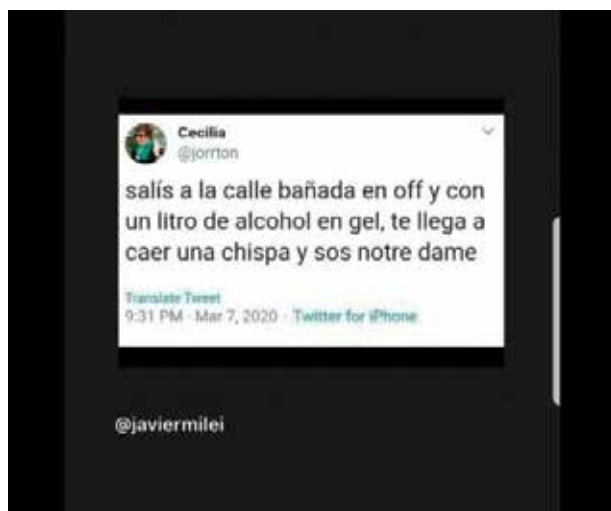 Cecilia
@jorrton
salís a la calle bañada en off y con
un litro de alcohol en gel, te llega a
caer una chispa y sos notre dame
Translate Tweet
9:31 PM · Mar 7, 2020 · Twitter for iPhone
@javiermilei